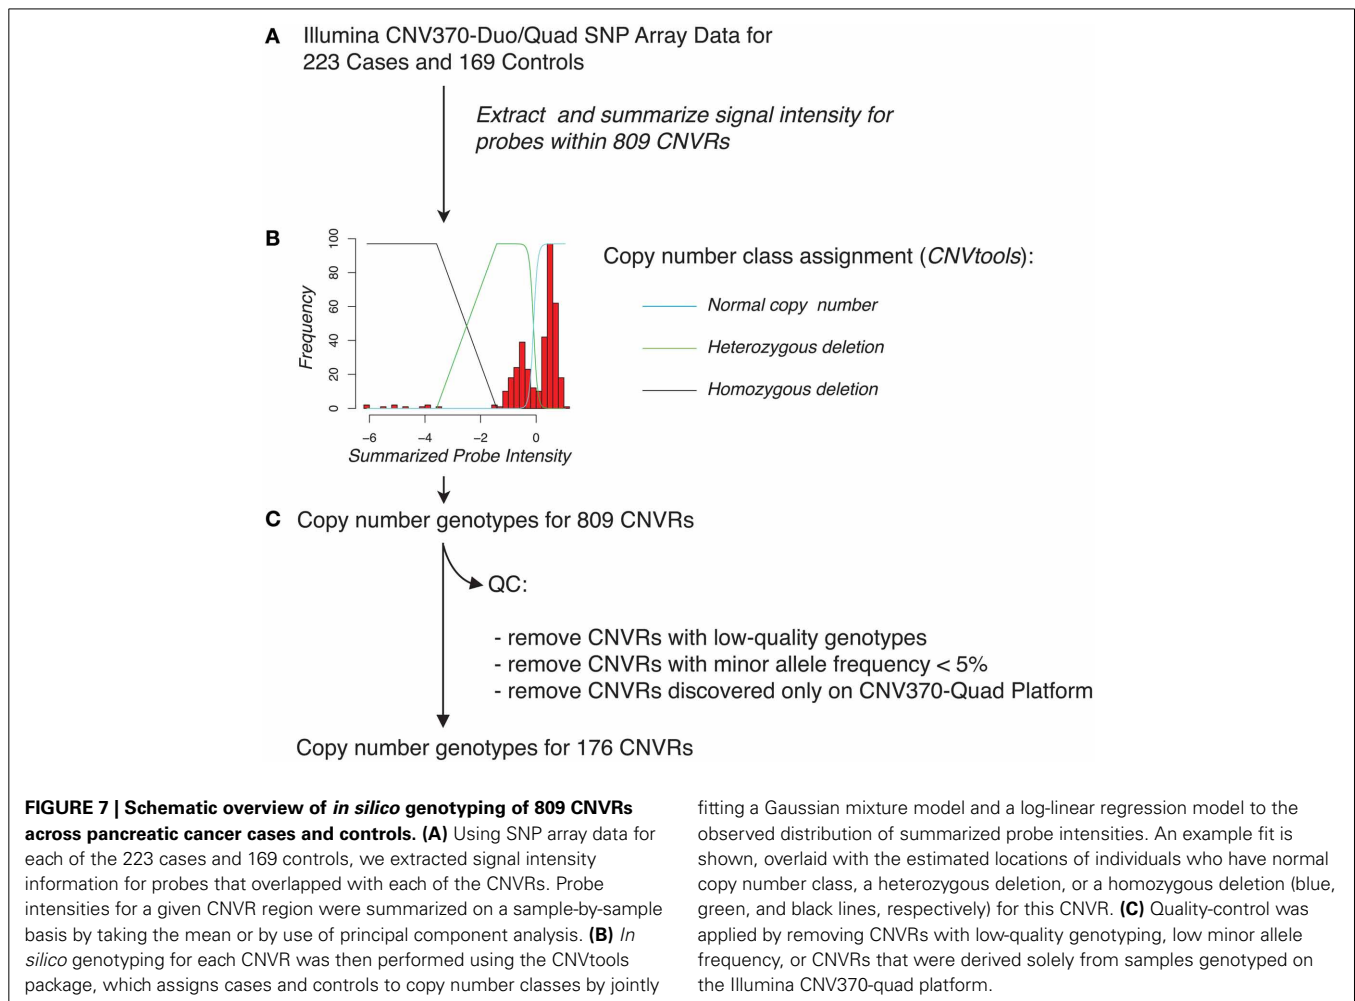 A Illumina CNV370-Duo/Quad SNP Array Data for
223 Cases and 169 Controls
Extract and summarize signal intensity for
probes within 809 CNVRs
B
100
80
60
40
20
0
Frequency
-6 -4 -2 0
Summarized Probe Intensity
Copy number class assignment (CNVtools):
Normal copy number
Heterozygous deletion
Homozygous deletion
C Copy number genotypes for 809 CNVRs
QC:
- remove CNVRs with low-quality genotypes
- remove CNVRs with minor allele frequency < 5%
- remove CNVRs discovered only on CNV370-Quad Platform
Copy number genotypes for 176 CNVRs
FIGURE 7 | Schematic overview of in silico genotyping of 809 CNVRs
across pancreatic cancer cases and controls. (A) Using SNP array data for
each of the 223 cases and 169 controls, we extracted signal intensity
information for probes that overlapped with each of the CNVRs. Probe
intensities for a given CNVR region were summarized on a sample-by-sample
basis by taking the mean or by use of principal component analysis. (B) In
silico genotyping for each CNVR was then performed using the CNVtools
package, which assigns cases and controls to copy number classes by jointly
fitting a Gaussian mixture model and a log-linear regression model to the
observed distribution of summarized probe intensities. An example fit is
shown, overlaid with the estimated locations of individuals who have normal
copy number class, a heterozygous deletion, or a homozygous deletion (blue,
green, and black lines, respectively) for this CNVR. (C) Quality-control was
applied by removing CNVRs with low-quality genotyping, low minor allele
frequency, or CNVRs that were derived solely from samples genotyped on
the Illumina CNV370-quad platform.